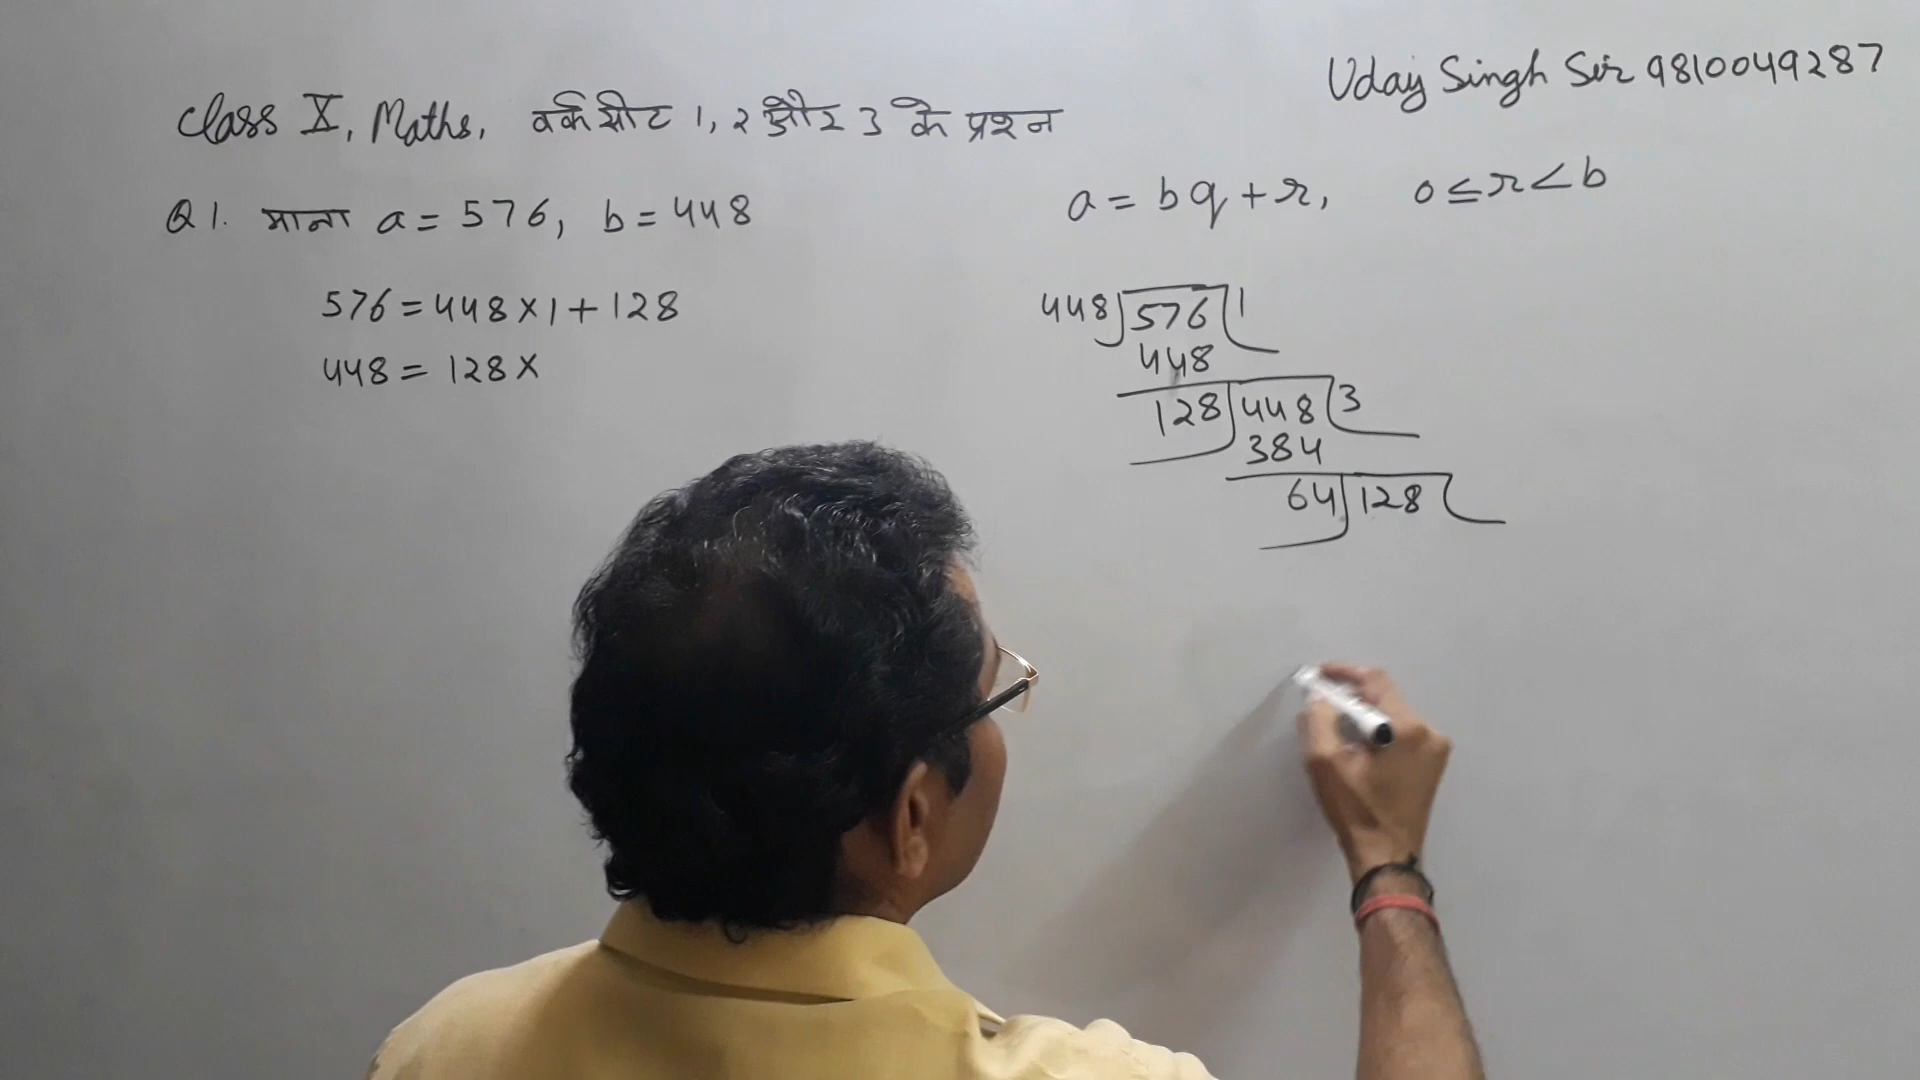 Uday Singh Sir 9810049287
Class X, Maths, वर्कशीट 1, 2 और 3 के प्रश्न
Q1. माना a = 576, b = 448
576 = 448 × 1 + 128
448 = 128 ×
a = bq + r, 0 ≤ r < b
448 ) 576 ( 1
448
128 ) 448 ( 3
384
64 ) 128 (